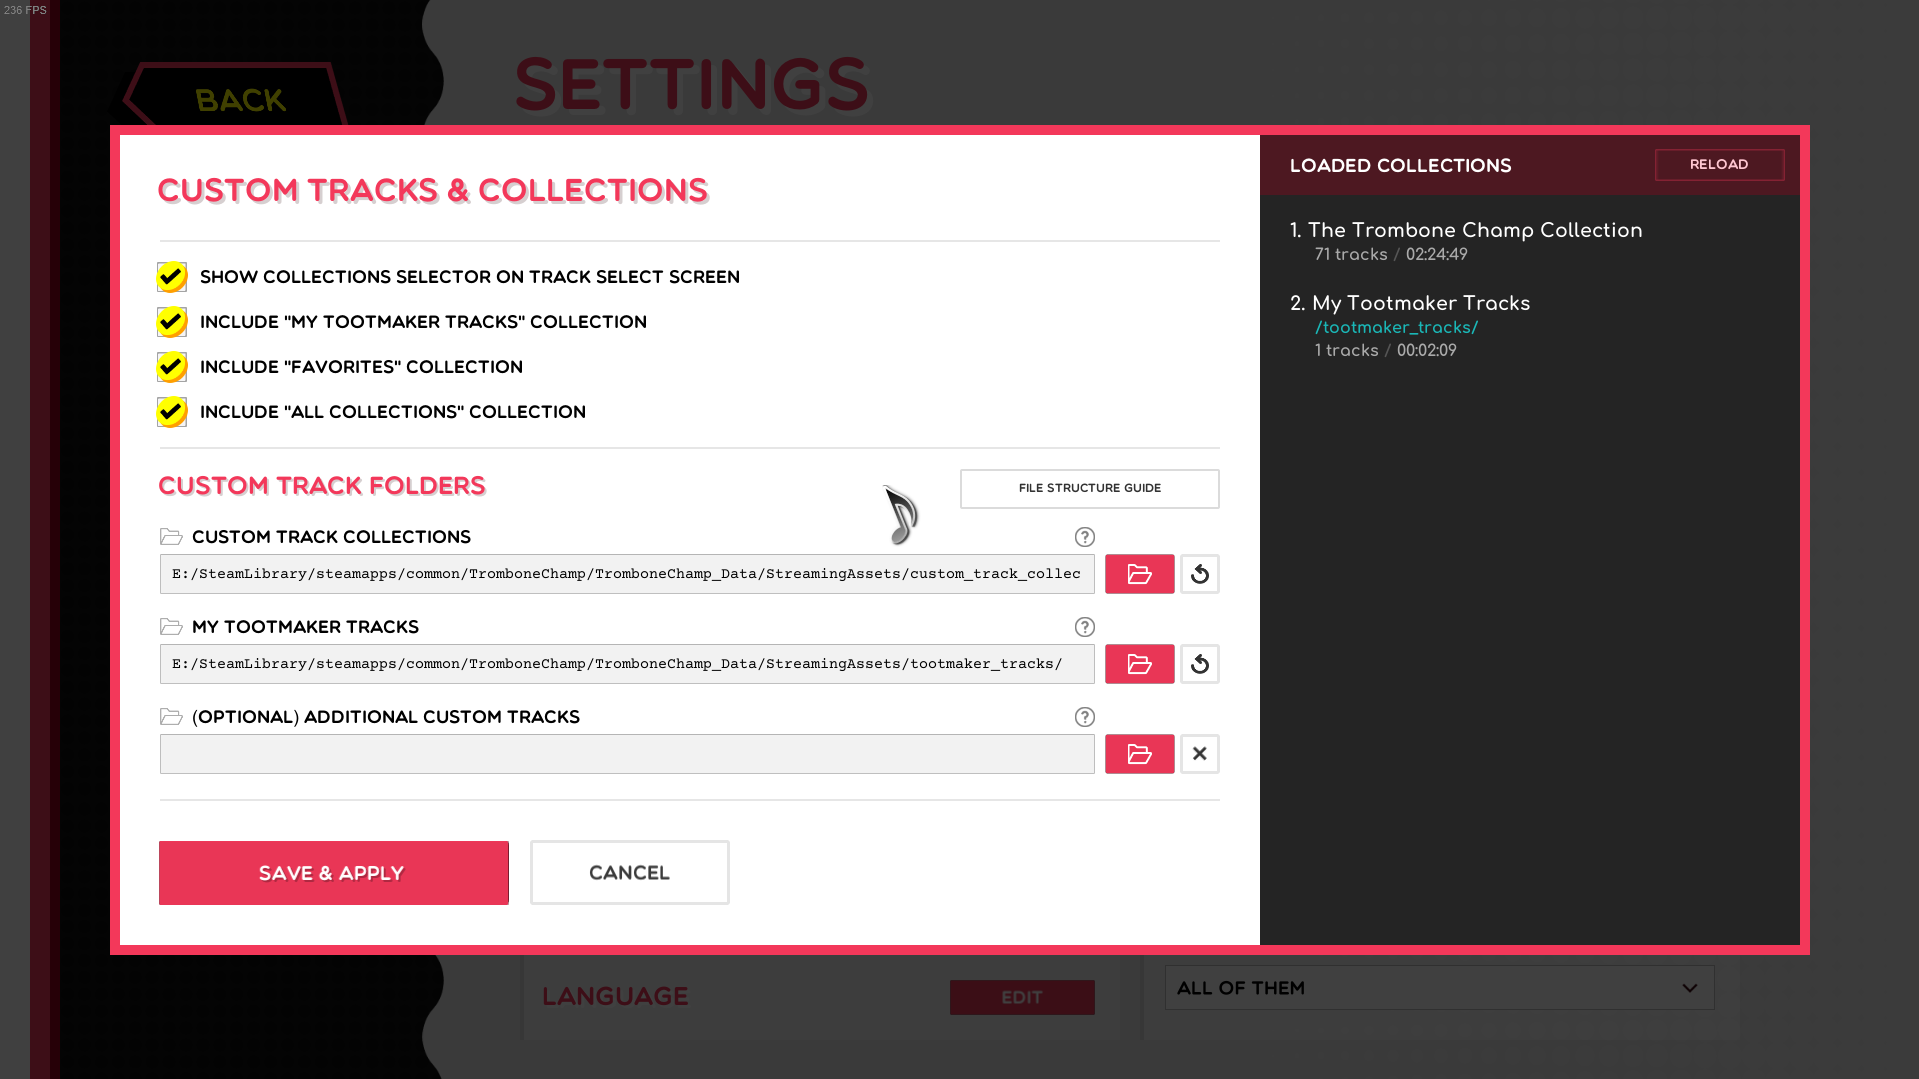 236 FPS
BACK
SETTINGS
CUSTOM TRACKS & COLLECTIONS
SHOW COLLECTIONS SELECTOR ON TRACK SELECT SCREEN
INCLUDE "MY TOOTMAKER TRACKS" COLLECTION
INCLUDE "FAVORITES" COLLECTION
INCLUDE "ALL COLLECTIONS" COLLECTION
CUSTOM TRACK FOLDERS
FILE STRUCTURE GUIDE
CUSTOM TRACK COLLECTIONS
?
E:/SteamLibrary/steamapps/common/TromboneChamp/TromboneChamp_Data/StreamingAssets/custom_track_collec
MY TOOTMAKER TRACKS
?
E:/SteamLibrary/steamapps/common/TromboneChamp/TromboneChamp_Data/StreamingAssets/tootmaker_tracks/
(OPTIONAL) ADDITIONAL CUSTOM TRACKS
?
SAVE & APPLY
CANCEL
LOADED COLLECTIONS
RELOAD
1. The Trombone Champ Collection
71 tracks / 02:24:49
2. My Tootmaker Tracks
/tootmaker_tracks/
1 tracks / 00:02:09
LANGUAGE
EDIT
ALL OF THEM